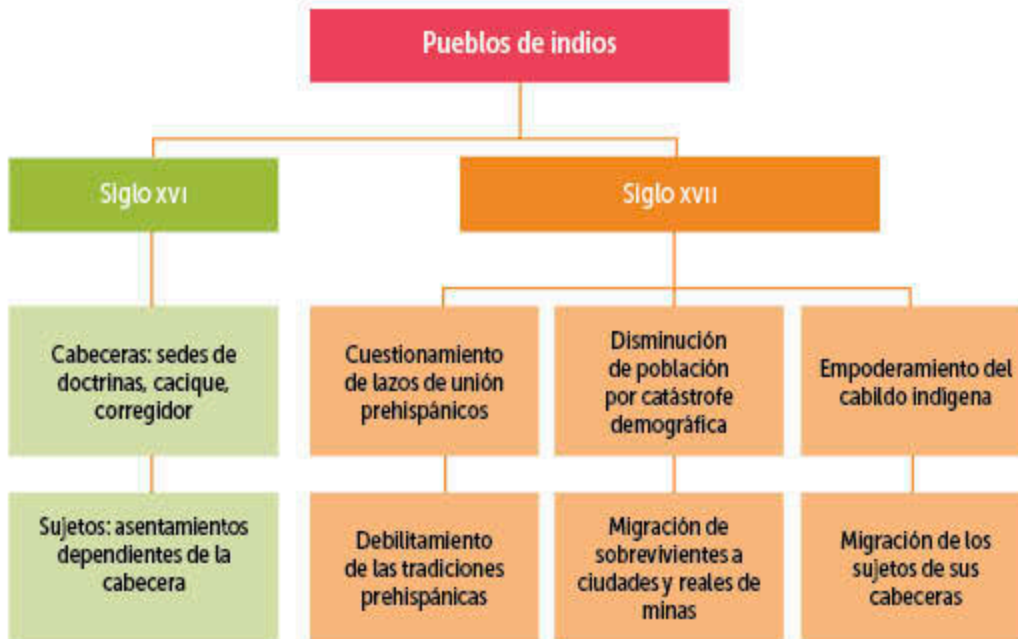 Pueblos de indios
Siglo XVI
Siglo XVII
Cabeceras: sedes de
doctrinas, cacique,
corregidor
Cuestionamiento
de lazos de unión
prehispánicos
Disminución
de población
por catástrofe
demográfica
Empoderamiento del
cabildo indígena
Sujetos: asentamientos
dependientes de la
cabecera
Debilitamiento
de las tradiciones
prehispánicas
Migración de
sobrevivientes a
ciudades y reales de
minas
Migración de los
sujetos de sus
cabeceras